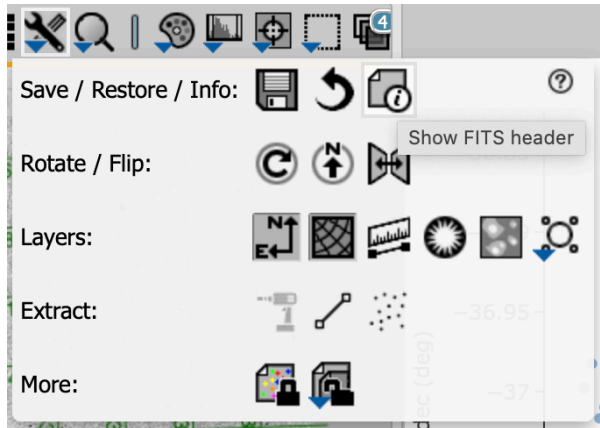 4
Save / Restore / Info:
Show FITS header
Rotate / Flip:
N
Layers:
N
E
Extract:
-36.95
dec (deg)
-37
More: